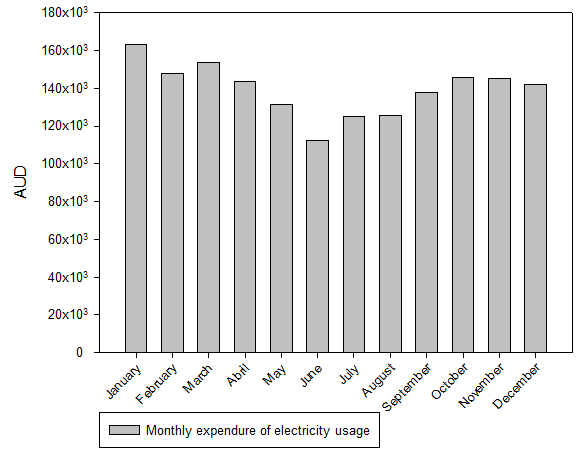 180x10³
160x10³
140x10³
120x10³
100x10³
80x10³
60x10³
40x10³
20x10³
0
AUD
January
February
March
Abril
May
June
July
August
September
October
November
December
Monthly expendure of electricity usage